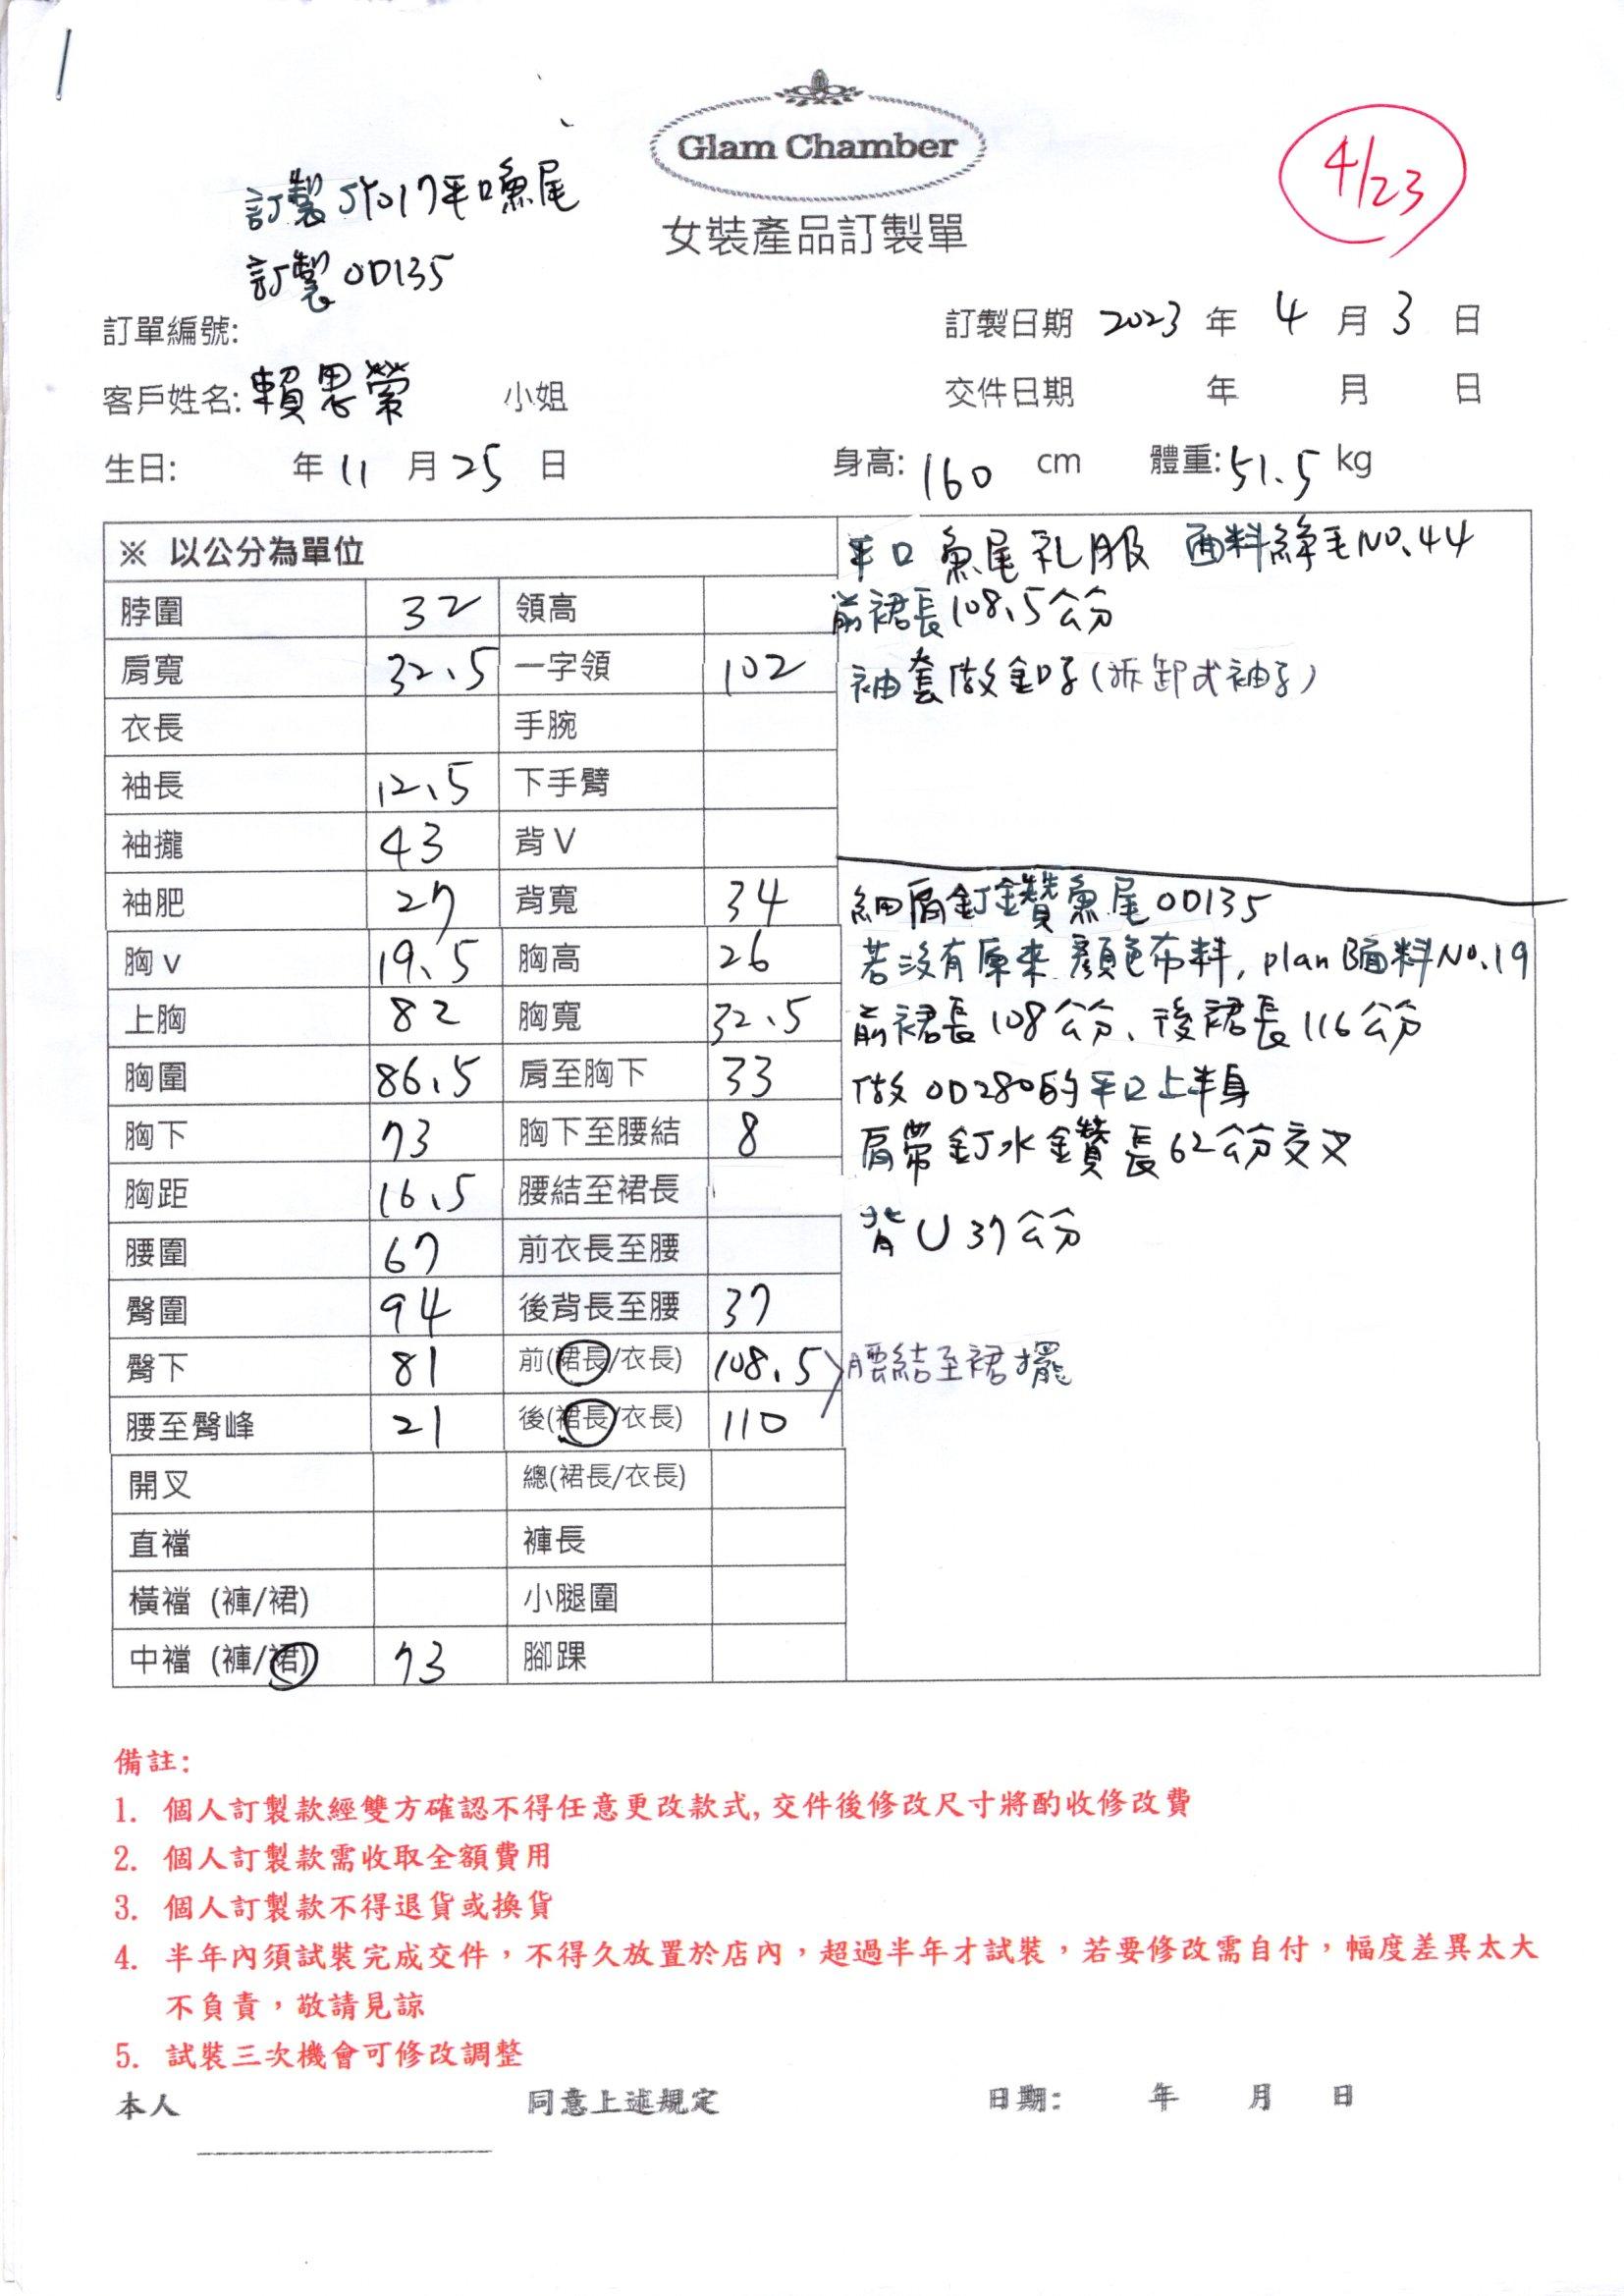 Glam Chamber
4/23
訂製JY017平口魚尾
女裝產品訂製單
訂製OD135
訂單編號:
訂製日期 2023 年 4 月 3 日
客戶姓名: 賴思縈 小姐
交件日期 年 月 日
生日: 年 11 月 25 日
身高: 160 cm 體重: 51.5 kg
※ 以公分為單位
脖圍 32 領高
肩寬 32.5 一字領 102
衣長 手腕
袖長 12.5 下手臂
袖攏 43 背V
袖肥 27 背寬 34
胸v 19.5 胸高 26
上胸 82 胸寬 32.5
胸圍 86.5 肩至胸下 33
胸下 73 胸下至腰結 8
胸距 16.5 腰結至裙長
腰圍 67 前衣長至腰
臀圍 94 後背長至腰 37
臀下 81 前(裙長/衣長) 108.5
腰至臀峰 21 後(裙長/衣長) 110
開叉 總(裙長/衣長)
直襠 褲長
橫襠 (褲/裙) 小腿圍
中襠 (褲/裙) 73 腳踝
平口魚尾礼服 面料緯毛NO.44
前裙長108.5公分
袖套做釦子(拆卸式袖子)
細肩釘鑽魚尾OD135
若沒有原來顏色布料, plan B面料No.19
前裙長108公分、後裙長116公分
做OD280的平口上半身
肩帶釘水鑽長62公分交叉
背U37公分
腰結至裙擺
備註:
1. 個人訂製款經雙方確認不得任意更改款式,交件後修改尺寸將酌收修改費
2. 個人訂製款需收取全額費用
3. 個人訂製款不得退貨或換貨
4. 半年內須試裝完成交件，不得久放置於店內，超過半年才試裝，若要修改需自付，幅度差異太大
不負責，敬請見諒
5. 試裝三次機會可修改調整
本人 同意上述規定 日期: 年 月 日